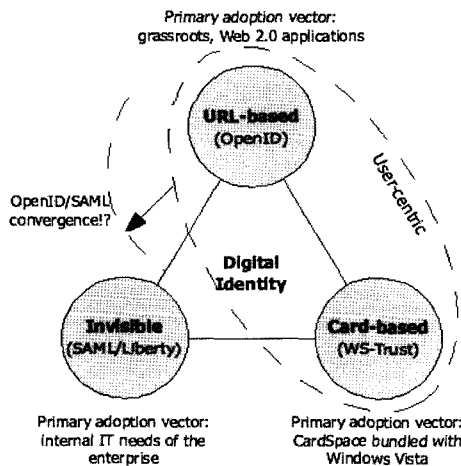 Primary adoption vector:
grassroots, Web 2.0 applications
URL-based
(OpenID)
User-centric
OpenID/SAML
convergence!?
Digital
Identity
Invisible
(SAML/Liberty)
Card-based
(WS-Trust)
Primary adoption vector:
internal IT needs of the
enterprise
Primary adoption vector:
CardSpace bundled with
Windows Vista